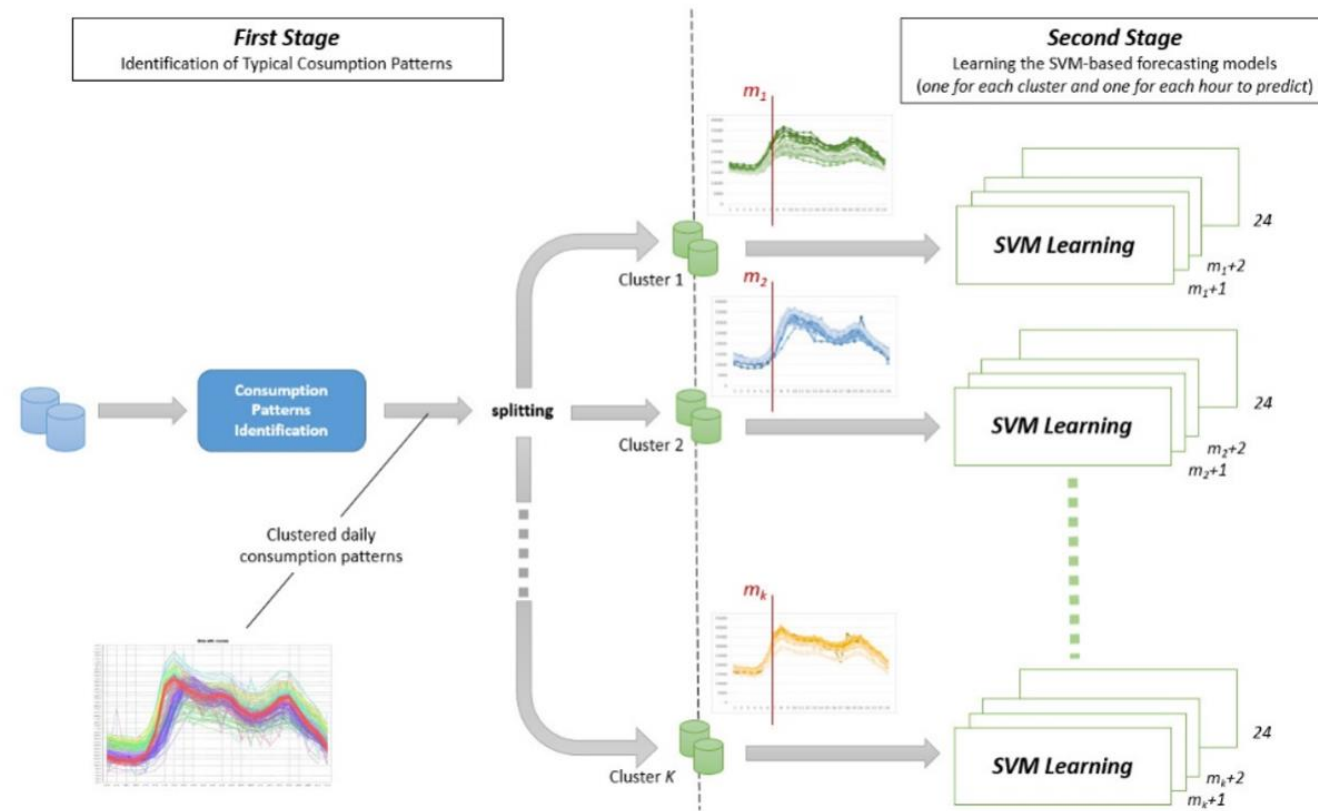 First Stage
Identification of Typical Cosumption Patterns
Second Stage
Learning the SVM-based forecasting models
(one for each cluster and one for each hour to predict)
m1
Cluster 1
SVM Learning
24
m1+2
m1+1
m2
Consumption
Patterns
Identification
splitting
Cluster 2
SVM Learning
24
m2+2
m2+1
Clustered daily
consumption patterns
mk
Cluster K
SVM Learning
24
mk+2
mk+1